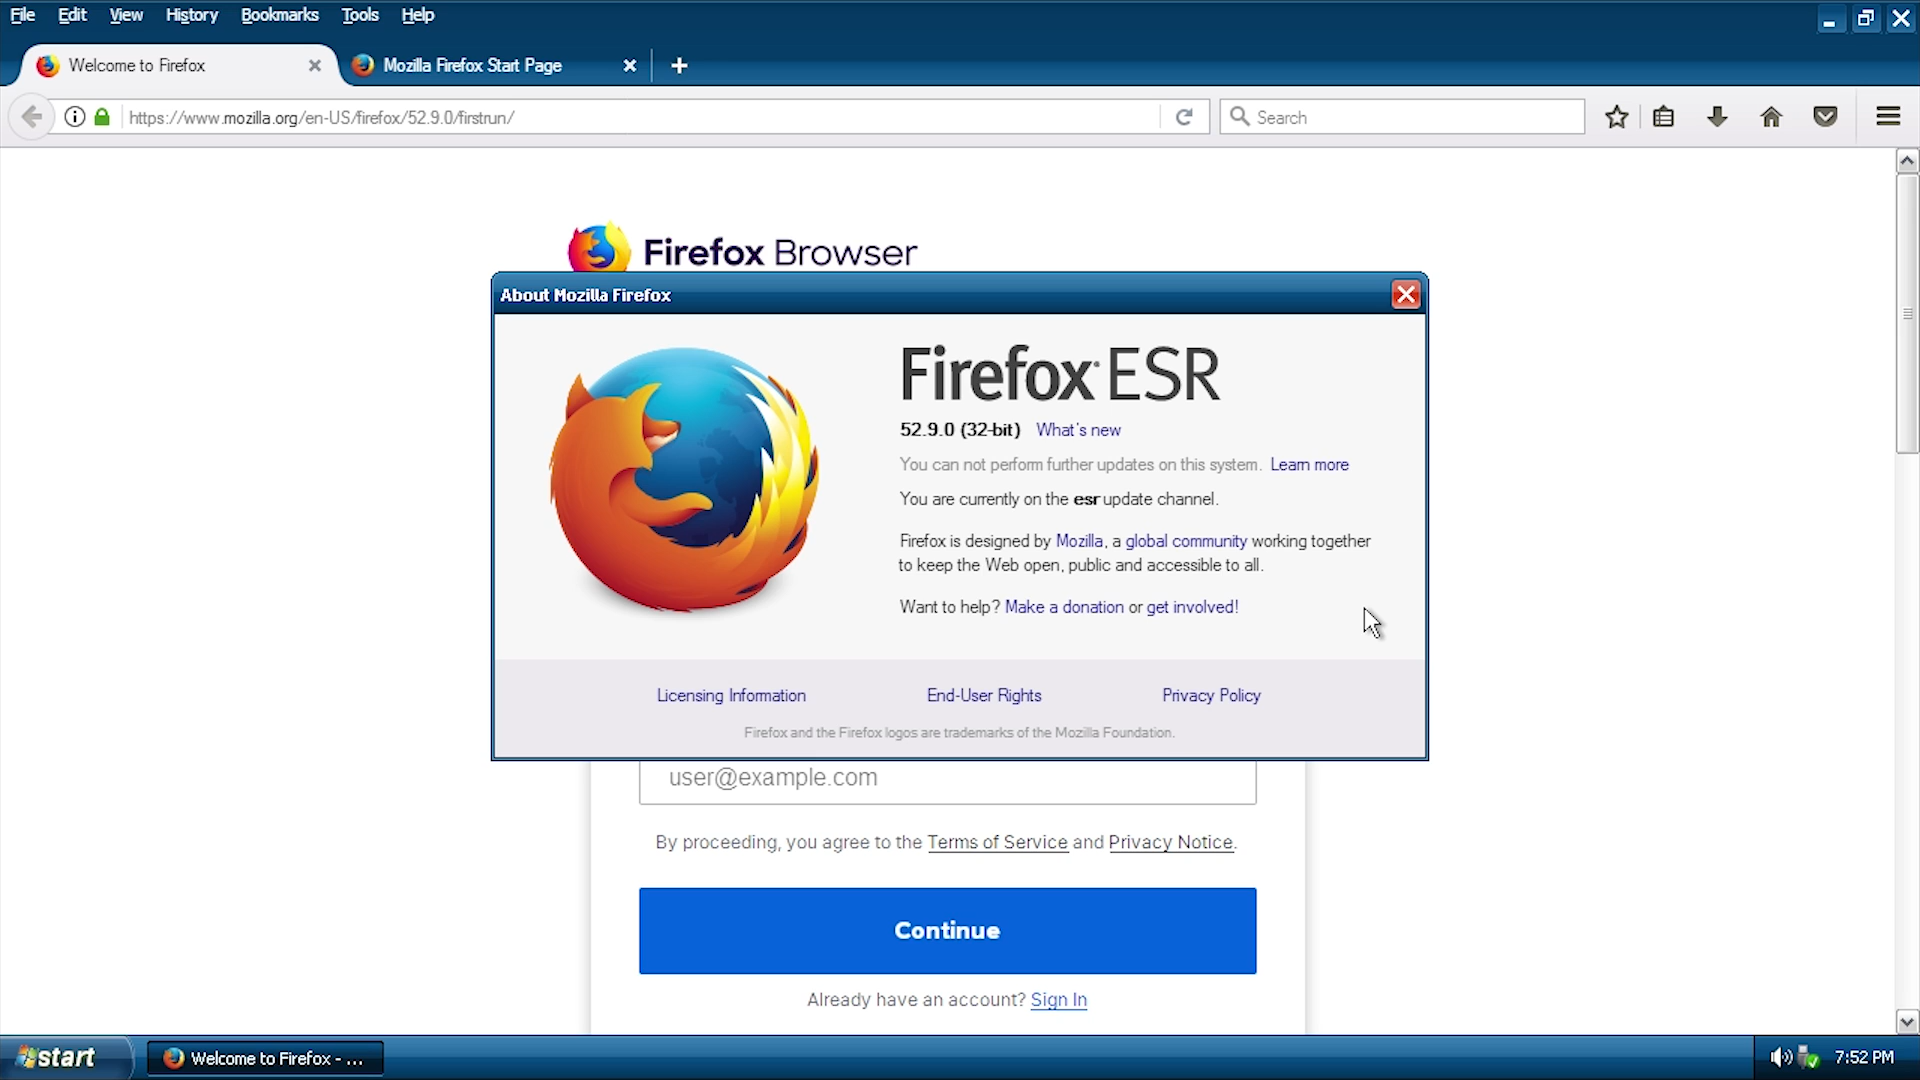 File Edit View History Bookmarks Tools Help
Welcome to Firefox
Mozilla Firefox Start Page
https://www.mozilla.org/en-US/firefox/52.9.0/firstrun/
Search
Firefox Browser
About Mozilla Firefox
Firefox ESR
52.9.0 (32-bit) What's new
You can not perform further updates on this system. Learn more
You are currently on the esr update channel.
Firefox is designed by Mozilla, a global community working together
to keep the Web open, public and accessible to all.
Want to help? Make a donation or get involved!
Licensing Information End-User Rights Privacy Policy
Firefox and the Firefox logos are trademarks of the Mozilla Foundation.
user@example.com
By proceeding, you agree to the Terms of Service and Privacy Notice.
Continue
Already have an account? Sign In
start
Welcome to Firefox - ...
7:52 PM